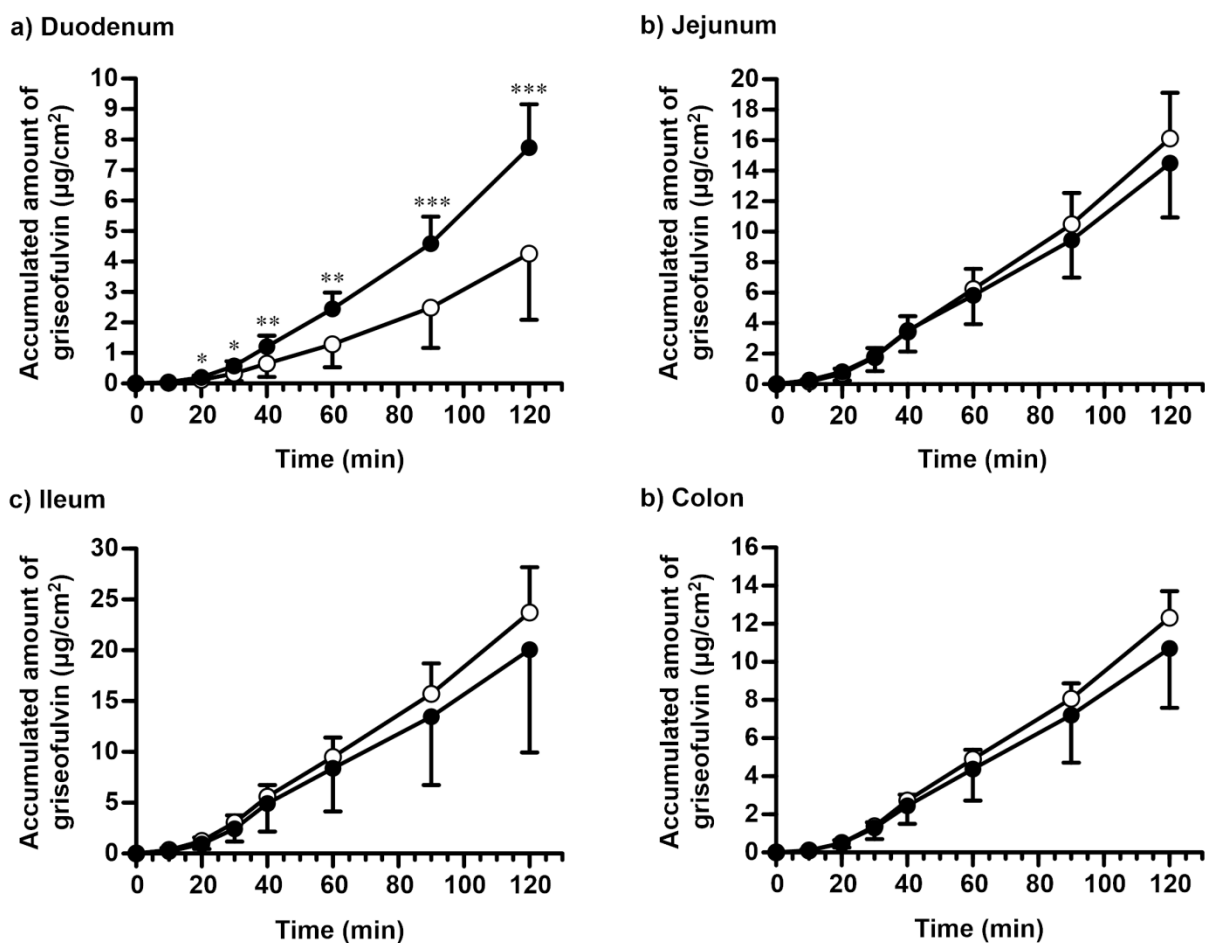 a) Duodenum
Accumulated amount of
griseofulvin (µg/cm²)
10
9
8
7
6
5
4
3
2
1
0
*
*
**
**
***
***
0 20 40 60 80 100 120
Time (min)
b) Jejunum
Accumulated amount of
griseofulvin (µg/cm²)
20
18
16
14
12
10
8
6
4
2
0
0 20 40 60 80 100 120
Time (min)
c) Ileum
Accumulated amount of
griseofulvin (µg/cm²)
30
25
20
15
10
5
0
0 20 40 60 80 100 120
Time (min)
b) Colon
Accumulated amount of
griseofulvin (µg/cm²)
16
14
12
10
8
6
4
2
0
0 20 40 60 80 100 120
Time (min)